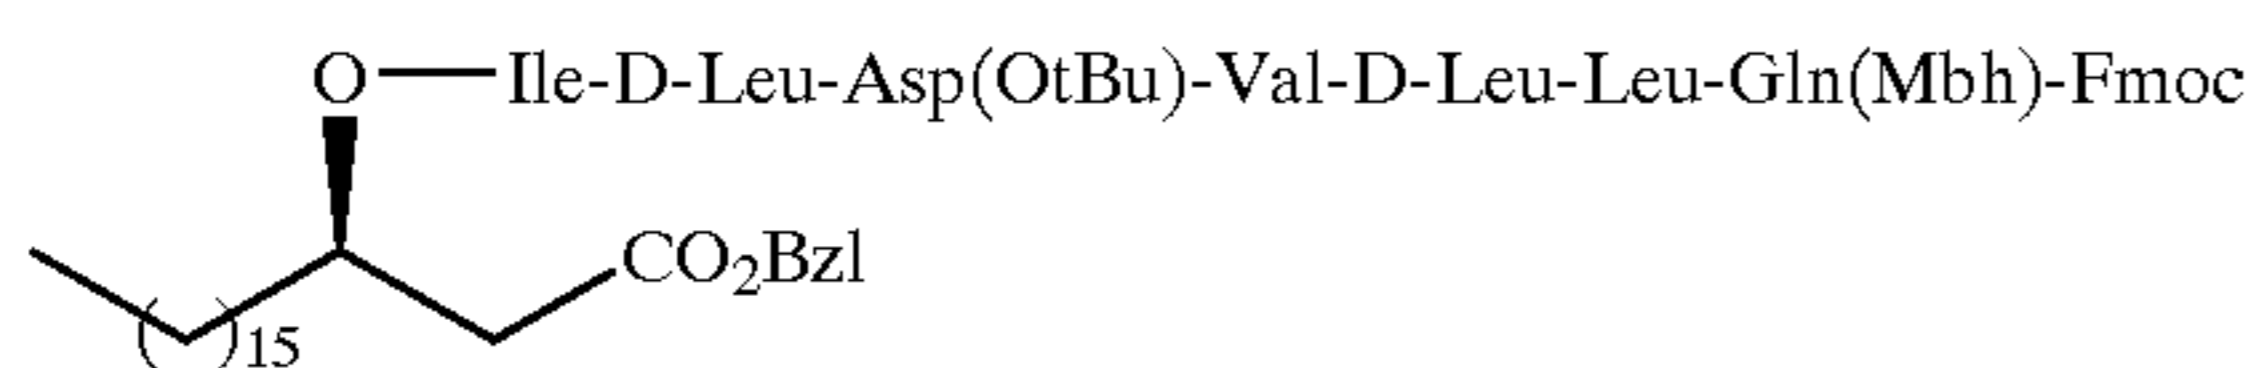 O—Ile-D-Leu-Asp(OtBu)-Val-D-Leu-Leu-Gln(Mbh)-Fmoc
CO₂Bzl
( )15